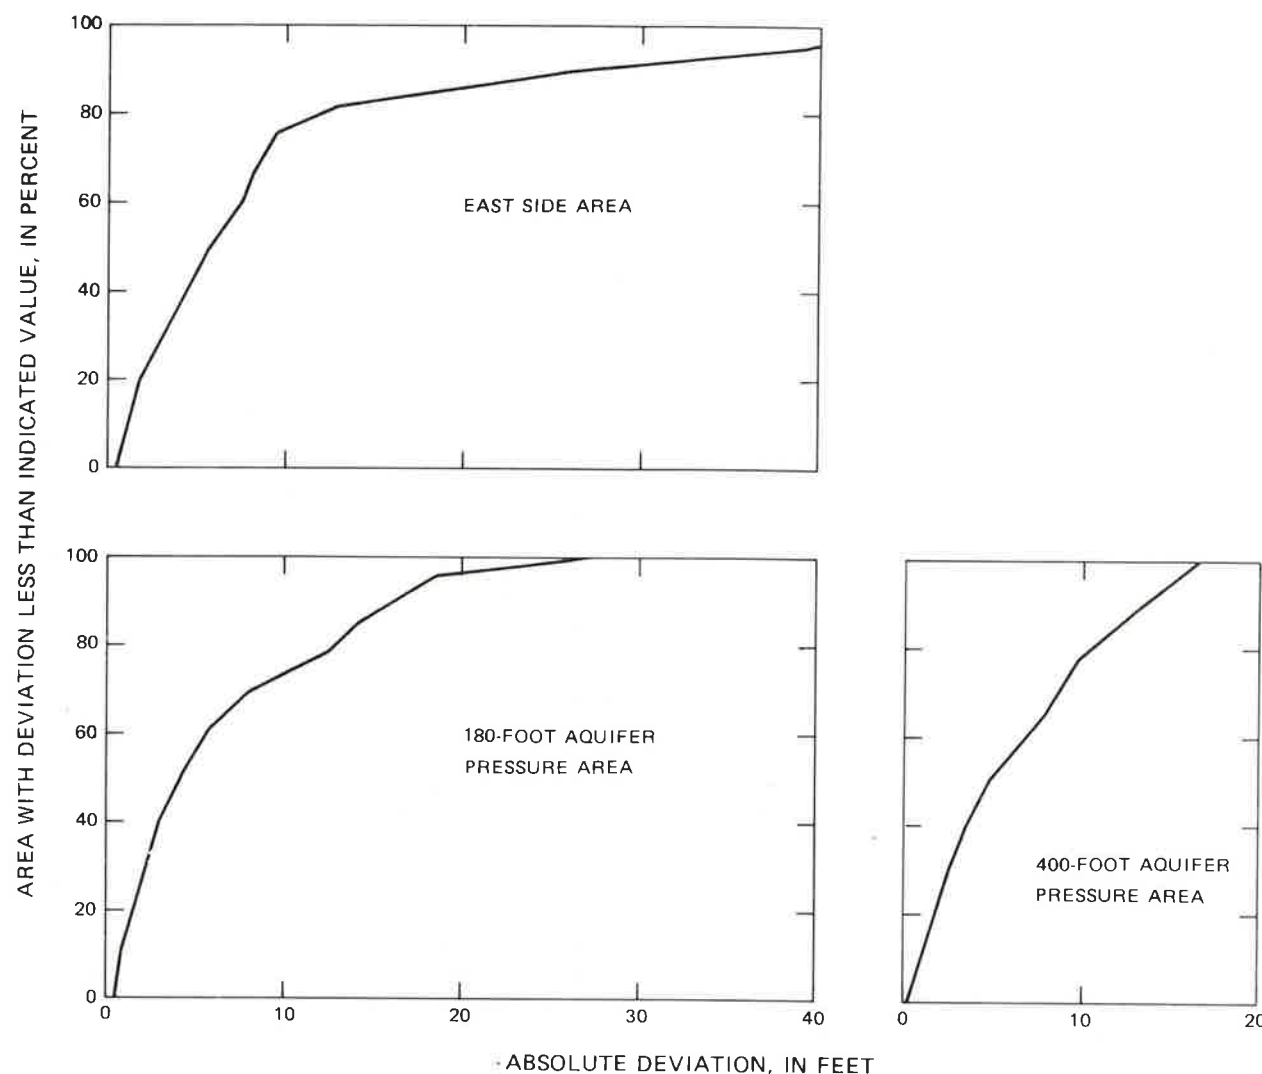 AREA WITH DEVIATION LESS THAN INDICATED VALUE, IN PERCENT
100
80
60
40
20
0
EAST SIDE AREA
100
80
60
40
20
0
0
10
20
30
40
180-FOOT AQUIFER
PRESSURE AREA
400-FOOT AQUIFER
PRESSURE AREA
0
10
20
ABSOLUTE DEVIATION, IN FEET